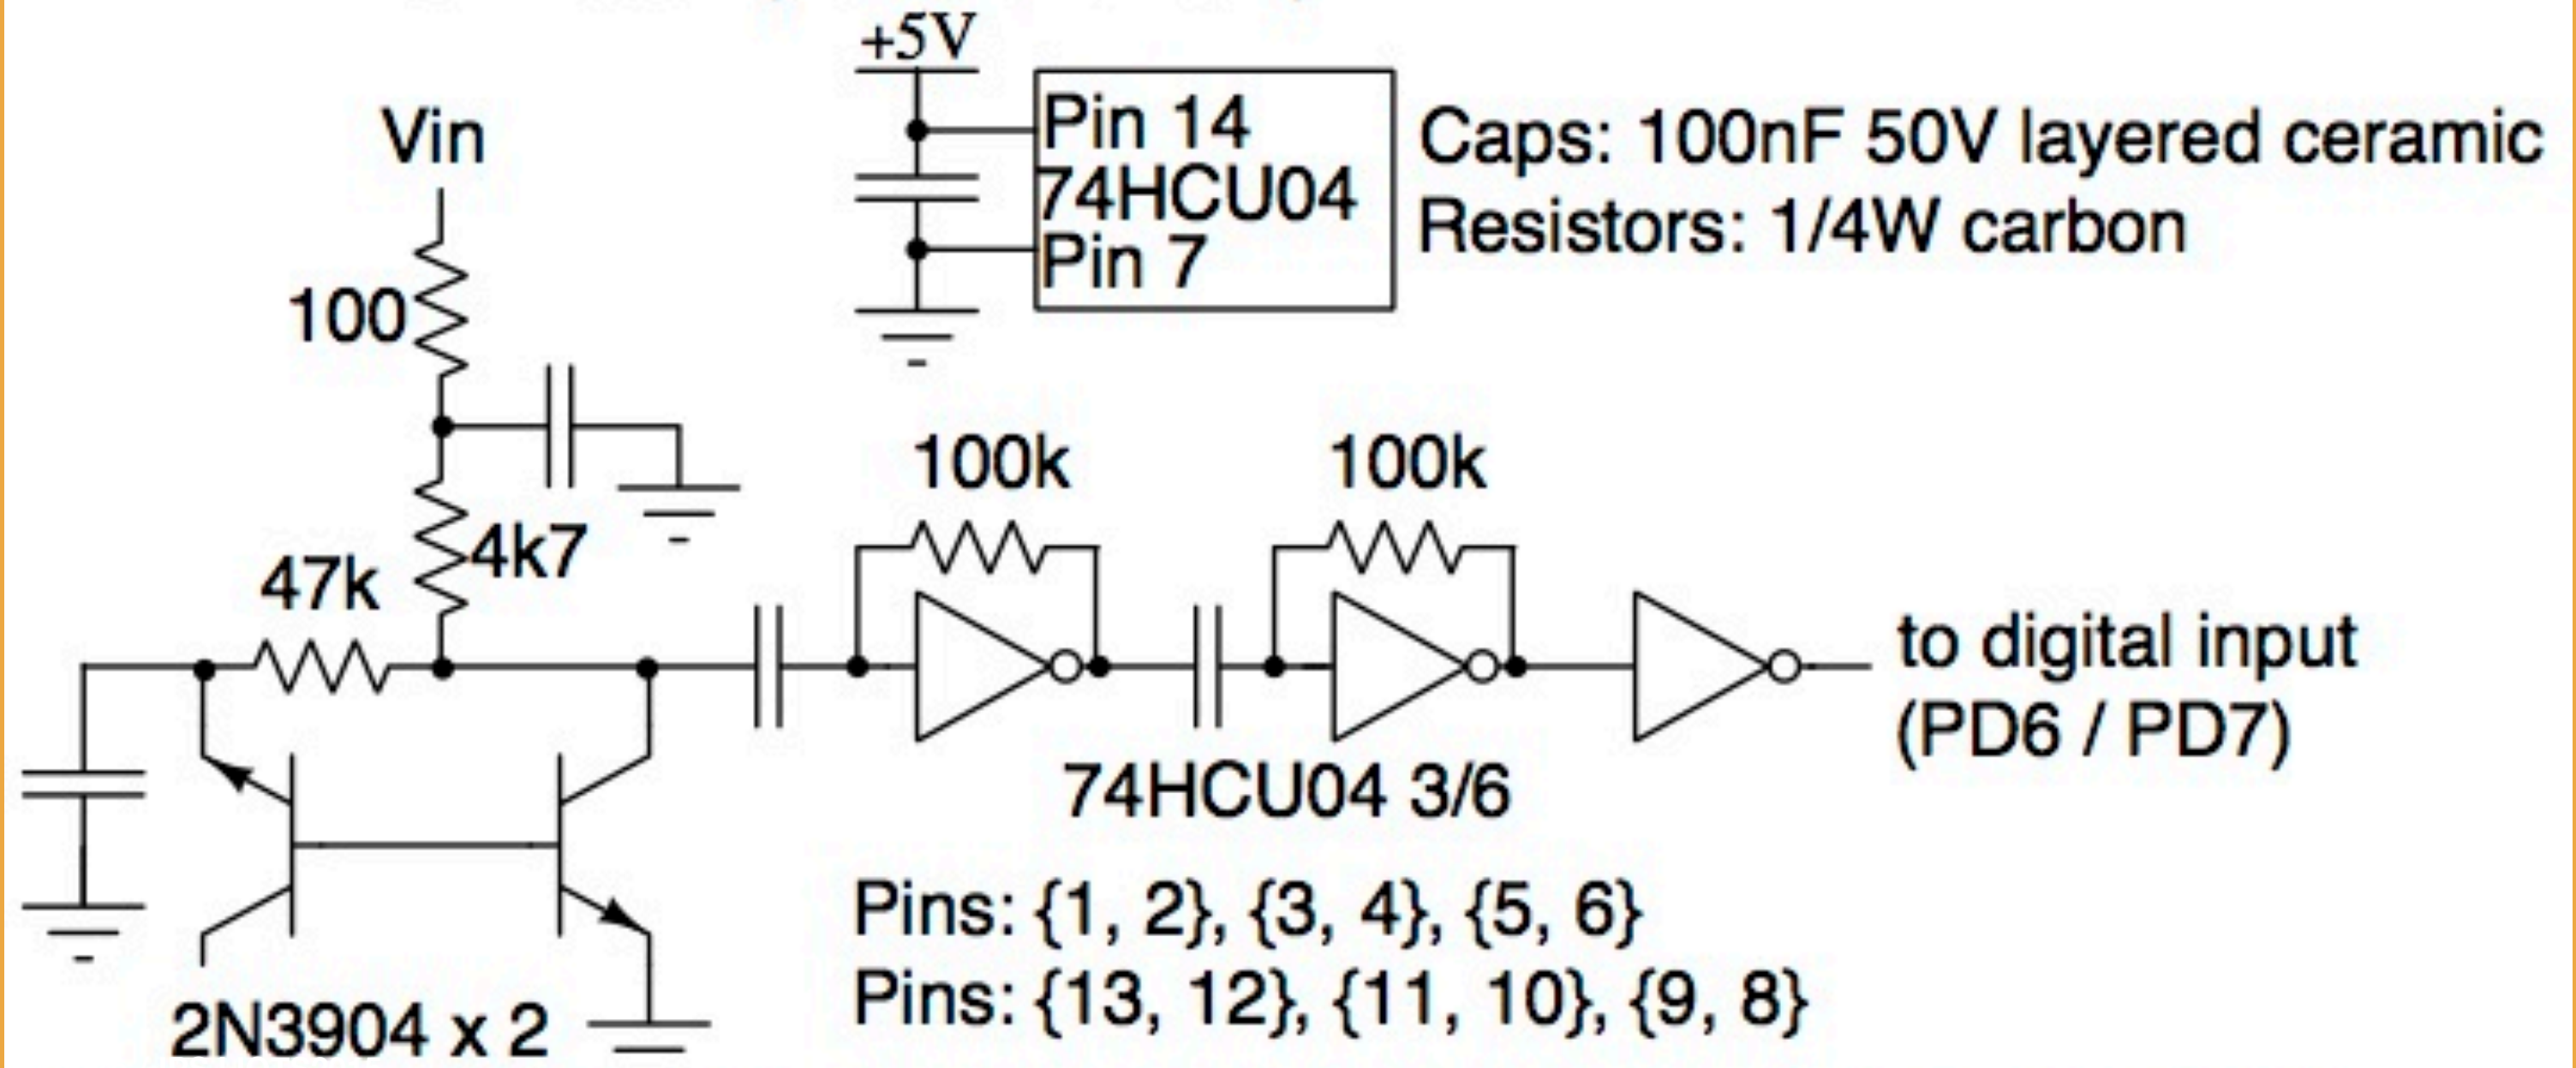 +5V
Vin
Pin 14
74HCU04
Pin 7
Caps: 100nF 50V layered ceramic
Resistors: 1/4W carbon
100
100k
100k
4k7
47k
to digital input
(PD6 / PD7)
74HCU04 3/6
Pins: {1, 2}, {3, 4}, {5, 6}
Pins: {13, 12}, {11, 10}, {9, 8}
2N3904 x 2